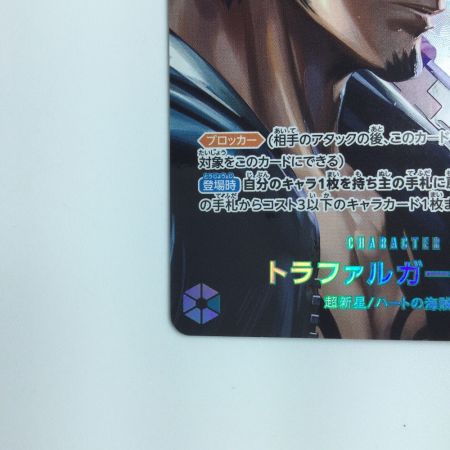 ブロッカー (相手のアタックの後、このカード
対象をこのカードにできる)
登場時 自分のキャラ1枚を持ち主の手札に
の手札からコスト3以下のキャラカード1枚ま
CHARACTER
トラファルガー
超新星/ハートの海賊